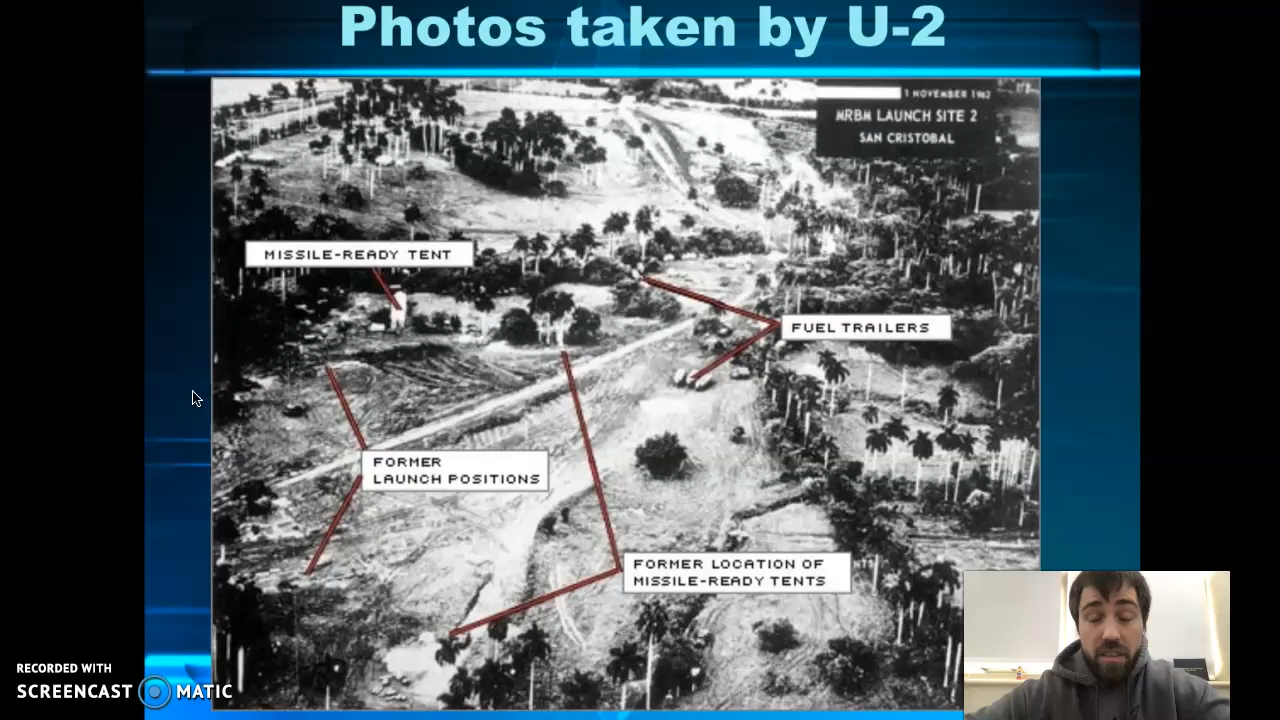 Photos taken by U-2
1 NOVEMBER 1962
MRBM LAUNCH SITE 2
SAN CRISTOBAL
MISSILE-READY TENT
FUEL TRAILERS
FORMER
LAUNCH POSITIONS
FORMER LOCATION OF
MISSILE-READY TENTS
RECORDED WITH
SCREENCAST MATIC